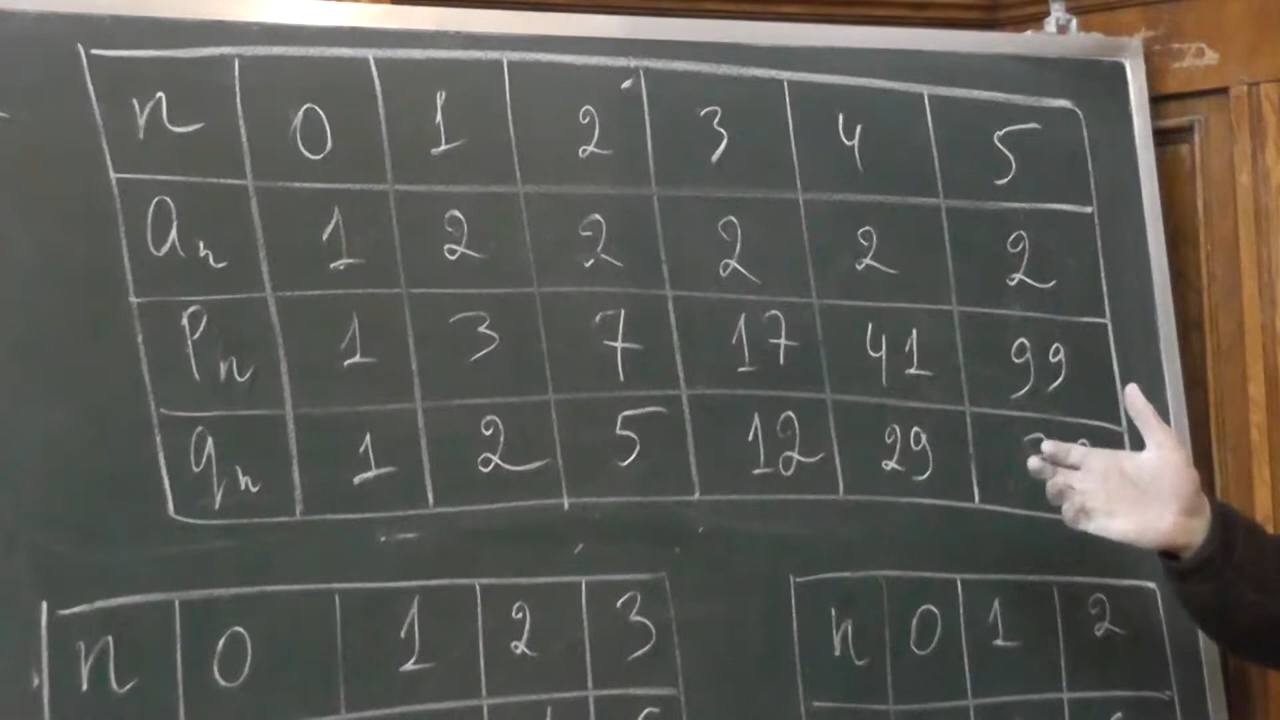 n 0 1 2 3 4 5
aₙ 1 2 2 2 2 2
Pₙ 1 3 7 17 41 99
qₙ 1 2 5 12 29
n 0 1 2 3
n 0 1 2